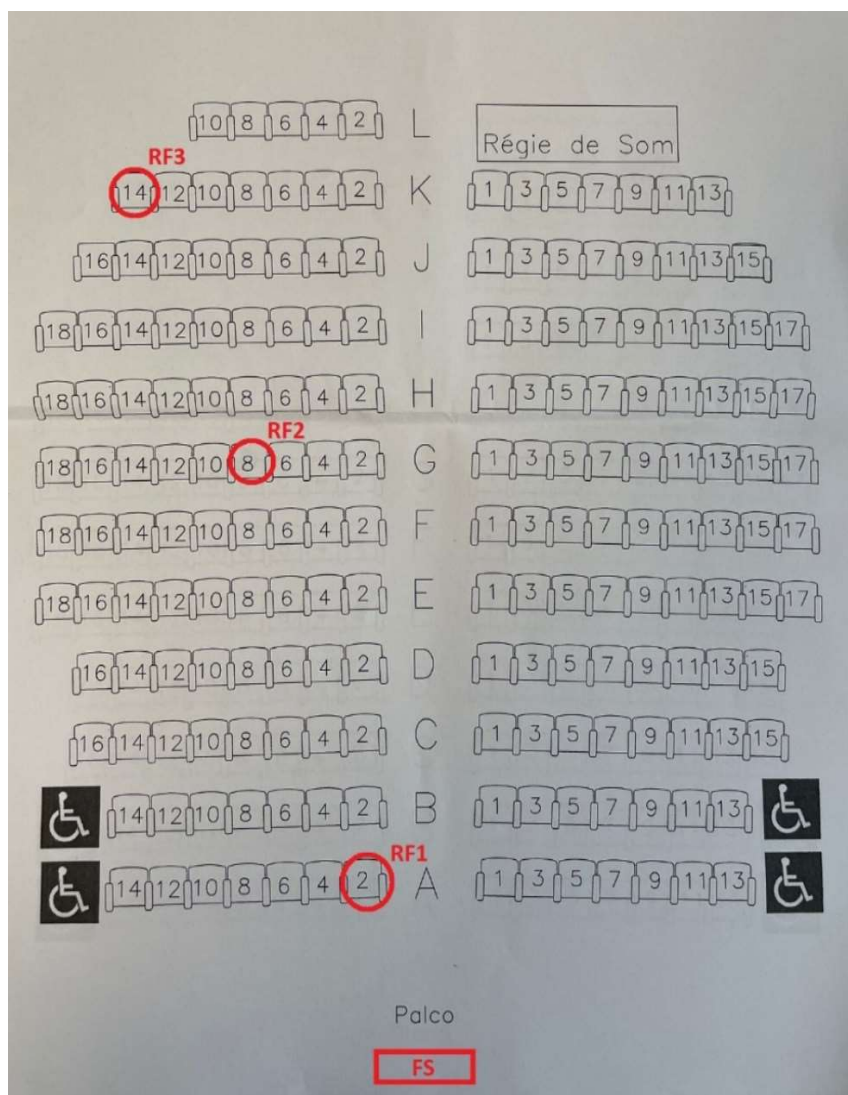 10 8 6 4 2 L
Régie de Som
RF3
14 12 10 8 6 4 2 K 1 3 5 7 9 11 13
16 14 12 10 8 6 4 2 J 1 3 5 7 9 11 13 15
18 16 14 12 10 8 6 4 2 I 1 3 5 7 9 11 13 15 17
18 16 14 12 10 8 6 4 2 H 1 3 5 7 9 11 13 15 17
RF2
18 16 14 12 10 8 6 4 2 G 1 3 5 7 9 11 13 15 17
18 16 14 12 10 8 6 4 2 F 1 3 5 7 9 11 13 15 17
18 16 14 12 10 8 6 4 2 E 1 3 5 7 9 11 13 15 17
16 14 12 10 8 6 4 2 D 1 3 5 7 9 11 13 15
16 14 12 10 8 6 4 2 C 1 3 5 7 9 11 13 15
14 12 10 8 6 4 2 B 1 3 5 7 9 11 13
RF1
14 12 10 8 6 4 2 A 1 3 5 7 9 11 13
Palco
FS